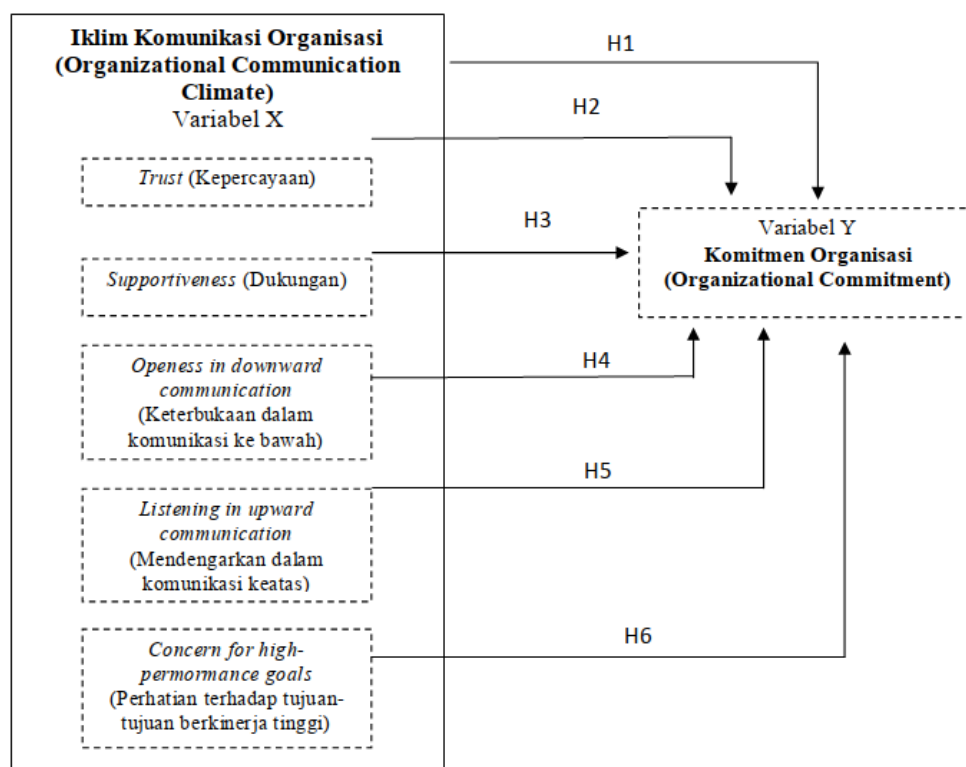 Iklim Komunikasi Organisasi
(Organizational Communication
Climate)
Variabel X
Trust (Kepercayaan)
Supportiveness (Dukungan)
Openess in downward
communication
(Keterbukaan dalam
komunikasi ke bawah)
Listening in upward
communication
(Mendengarkan dalam
komunikasi keatas)
Concern for high-
permormance goals
(Perhatian terhadap tujuan-
tujuan berkinerja tinggi)
H1
H2
H3
H4
H5
H6
Variabel Y
Komitmen Organisasi
(Organizational Commitment)